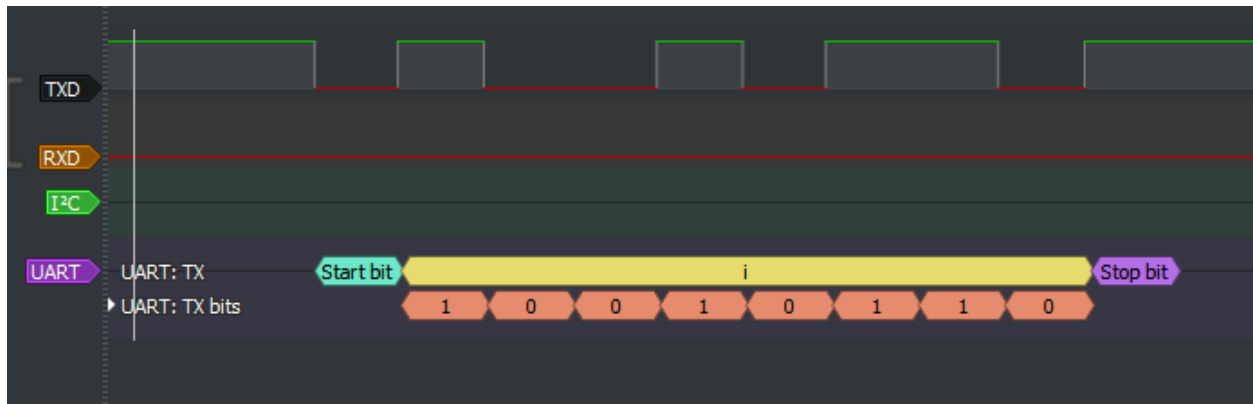 TXD
RXD
I²C
UART UART: TX Start bit i Stop bit
UART: TX bits 1 0 0 1 0 1 1 0